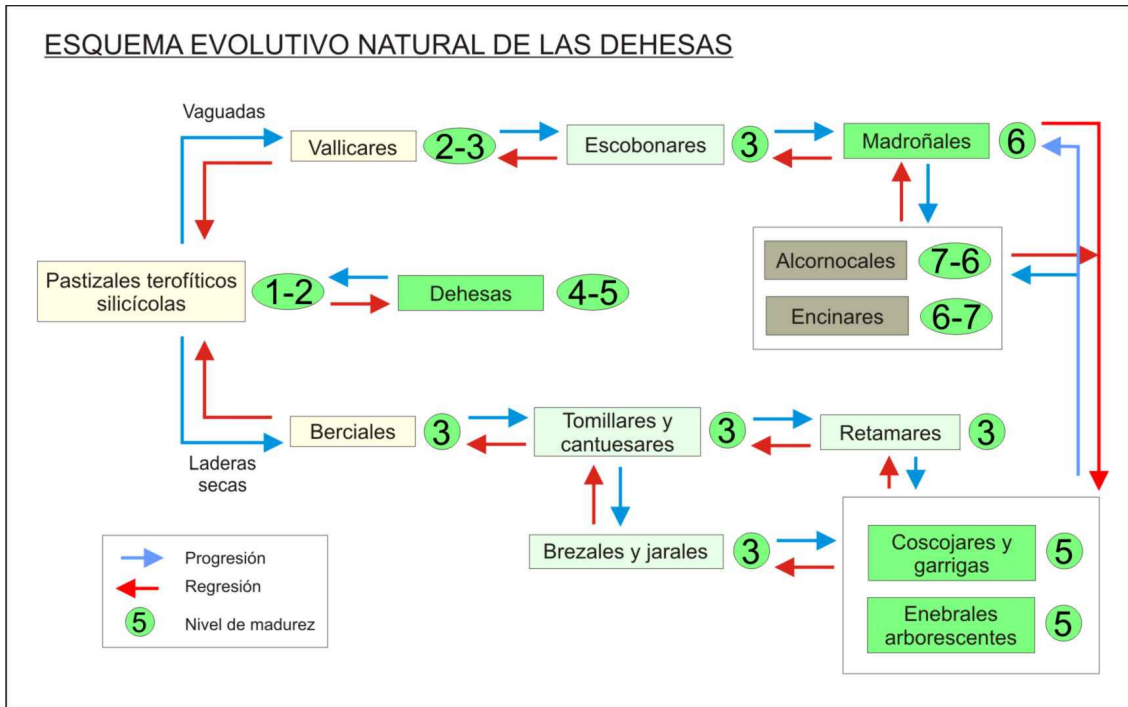 ESQUEMA EVOLUTIVO NATURAL DE LAS DEHESAS
Vaguadas
Vallicares
2-3
Escobonares
3
Madroñales
6
Alcornocales
7-6
Encinares
6-7
Pastizales terofíticos
silicícolas
1-2
Dehesas
4-5
Berciales
3
Tomillares y
cantuesares
3
Retamares
3
Laderas
secas
Brezales y jarales
3
Coscojares y
garrigas
5
Enebrales
arborescentes
5
Progresión
Regresión
5
Nivel de madurez